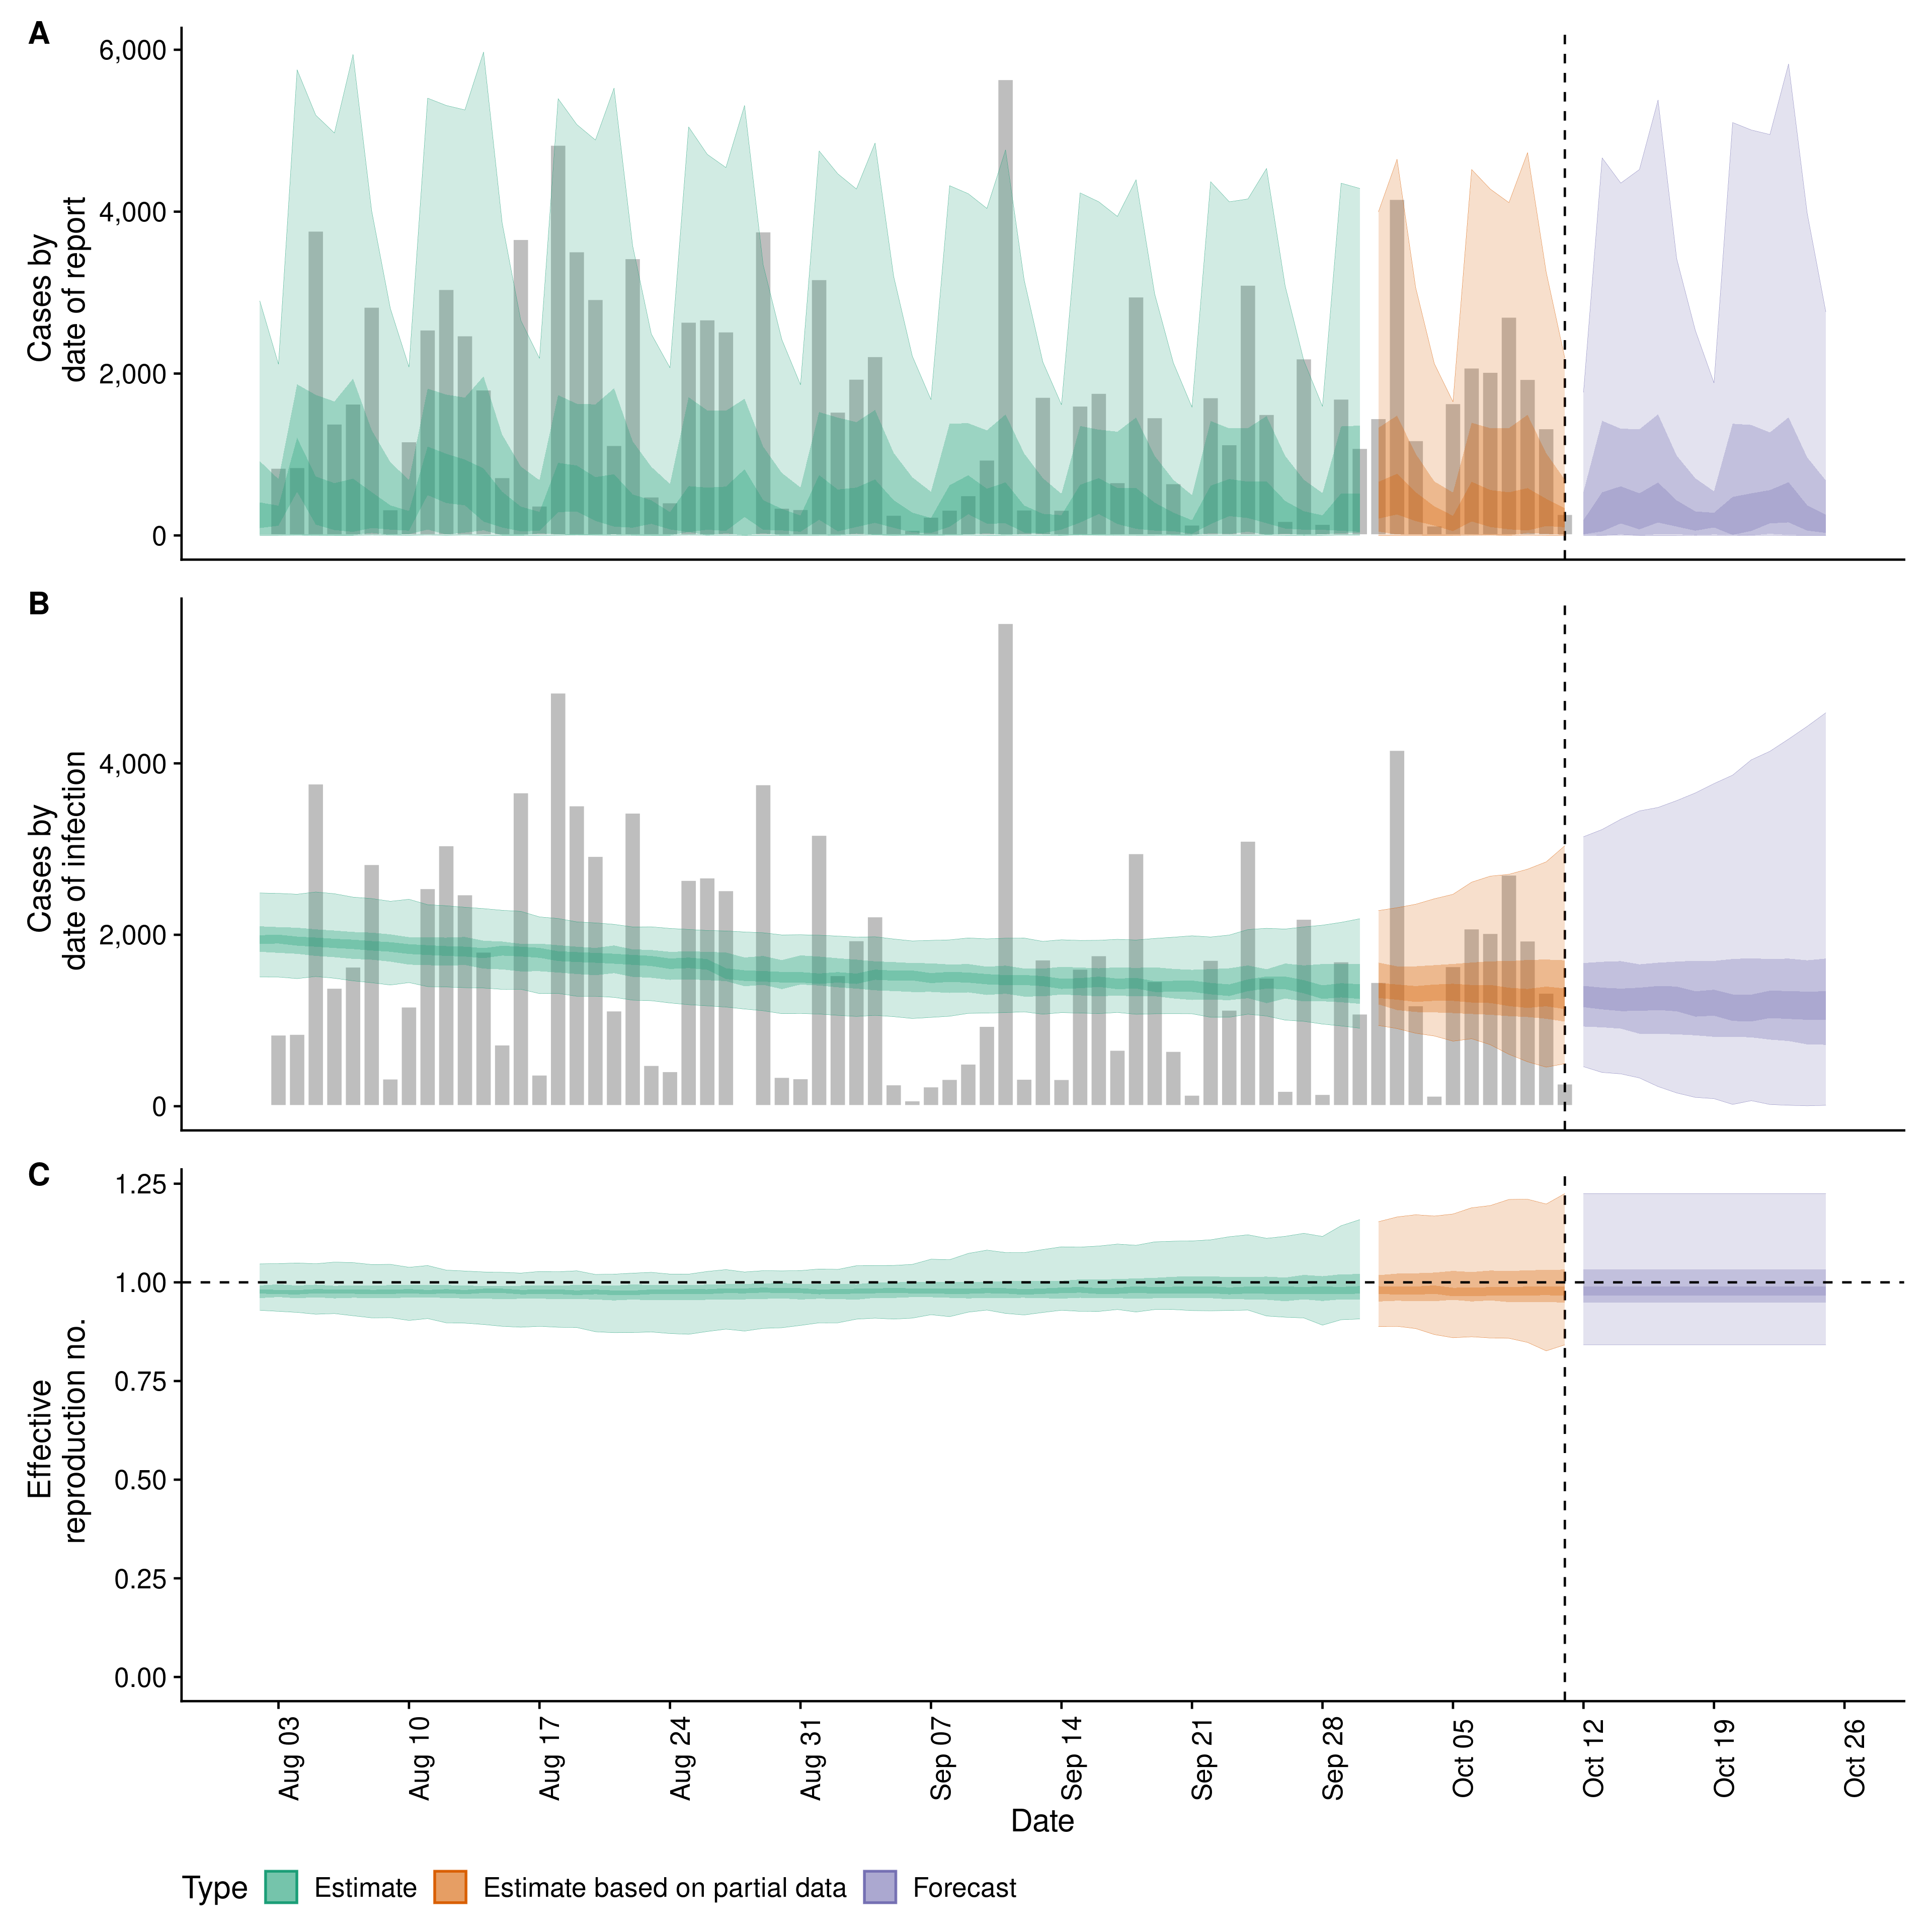 A
6,000
4,000
2,000
0
Cases by
date of report
B
4,000
2,000
0
Cases by
date of infection
C
1.25
1.00
0.75
0.50
0.25
0.00
Effective
reproduction no.
Aug 03
Aug 10
Aug 17
Aug 24
Aug 31
Sep 07
Sep 14
Sep 21
Sep 28
Oct 05
Oct 12
Oct 19
Oct 26
Date
Type Estimate Estimate based on partial data Forecast